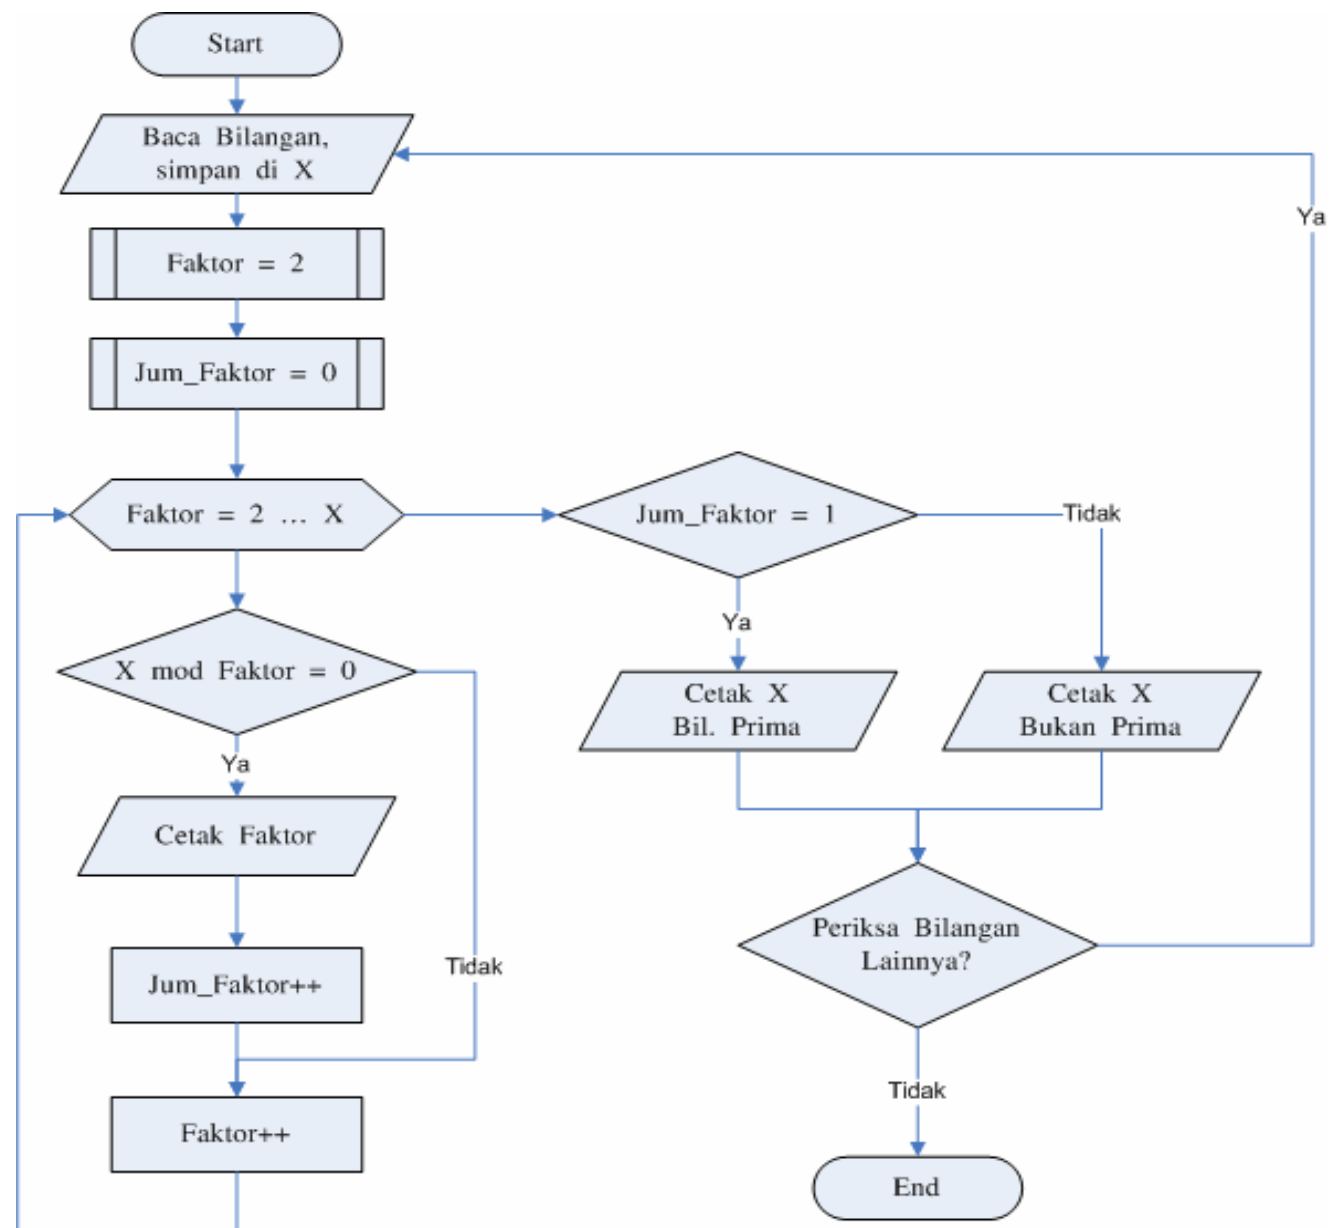 Start
Baca Bilangan,
simpan di X
Ya
Faktor = 2
Jum_Faktor = 0
Faktor = 2 ... X
Jum_Faktor = 1
Tidak
X mod Faktor = 0
Ya
Cetak X
Bil. Prima
Cetak X
Bukan Prima
Ya
Cetak Faktor
Periksa Bilangan
Lainnya?
Tidak
Jum_Faktor++
Tidak
Faktor++
End